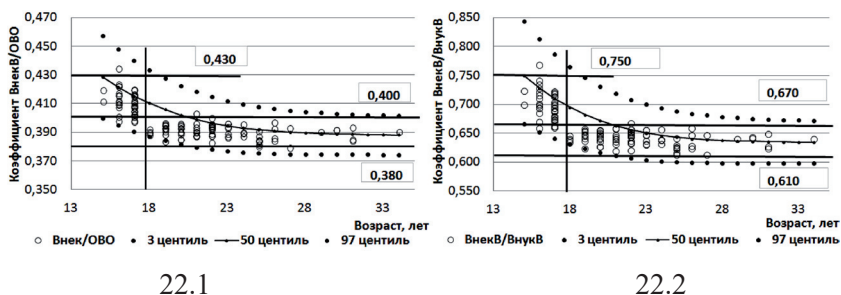 Коэффициент ВнекВ/ОВО
0,470
0,450
0,430
0,410
0,390
0,370
0,350
0,430
0,400
0,380
13 18 23 28 33
Возраст, лет
Внек/ОВО 3 центиль 50 центиль 97 центиль
22.1
Коэффициент ВнекВ/ВнукВ
0,850
0,800
0,750
0,700
0,650
0,600
0,550
0,750
0,670
0,610
13 18 23 28 33
Возраст, лет
ВнекВ/ВнукВ 3 центиль 50 центиль 97 центиль
22.2